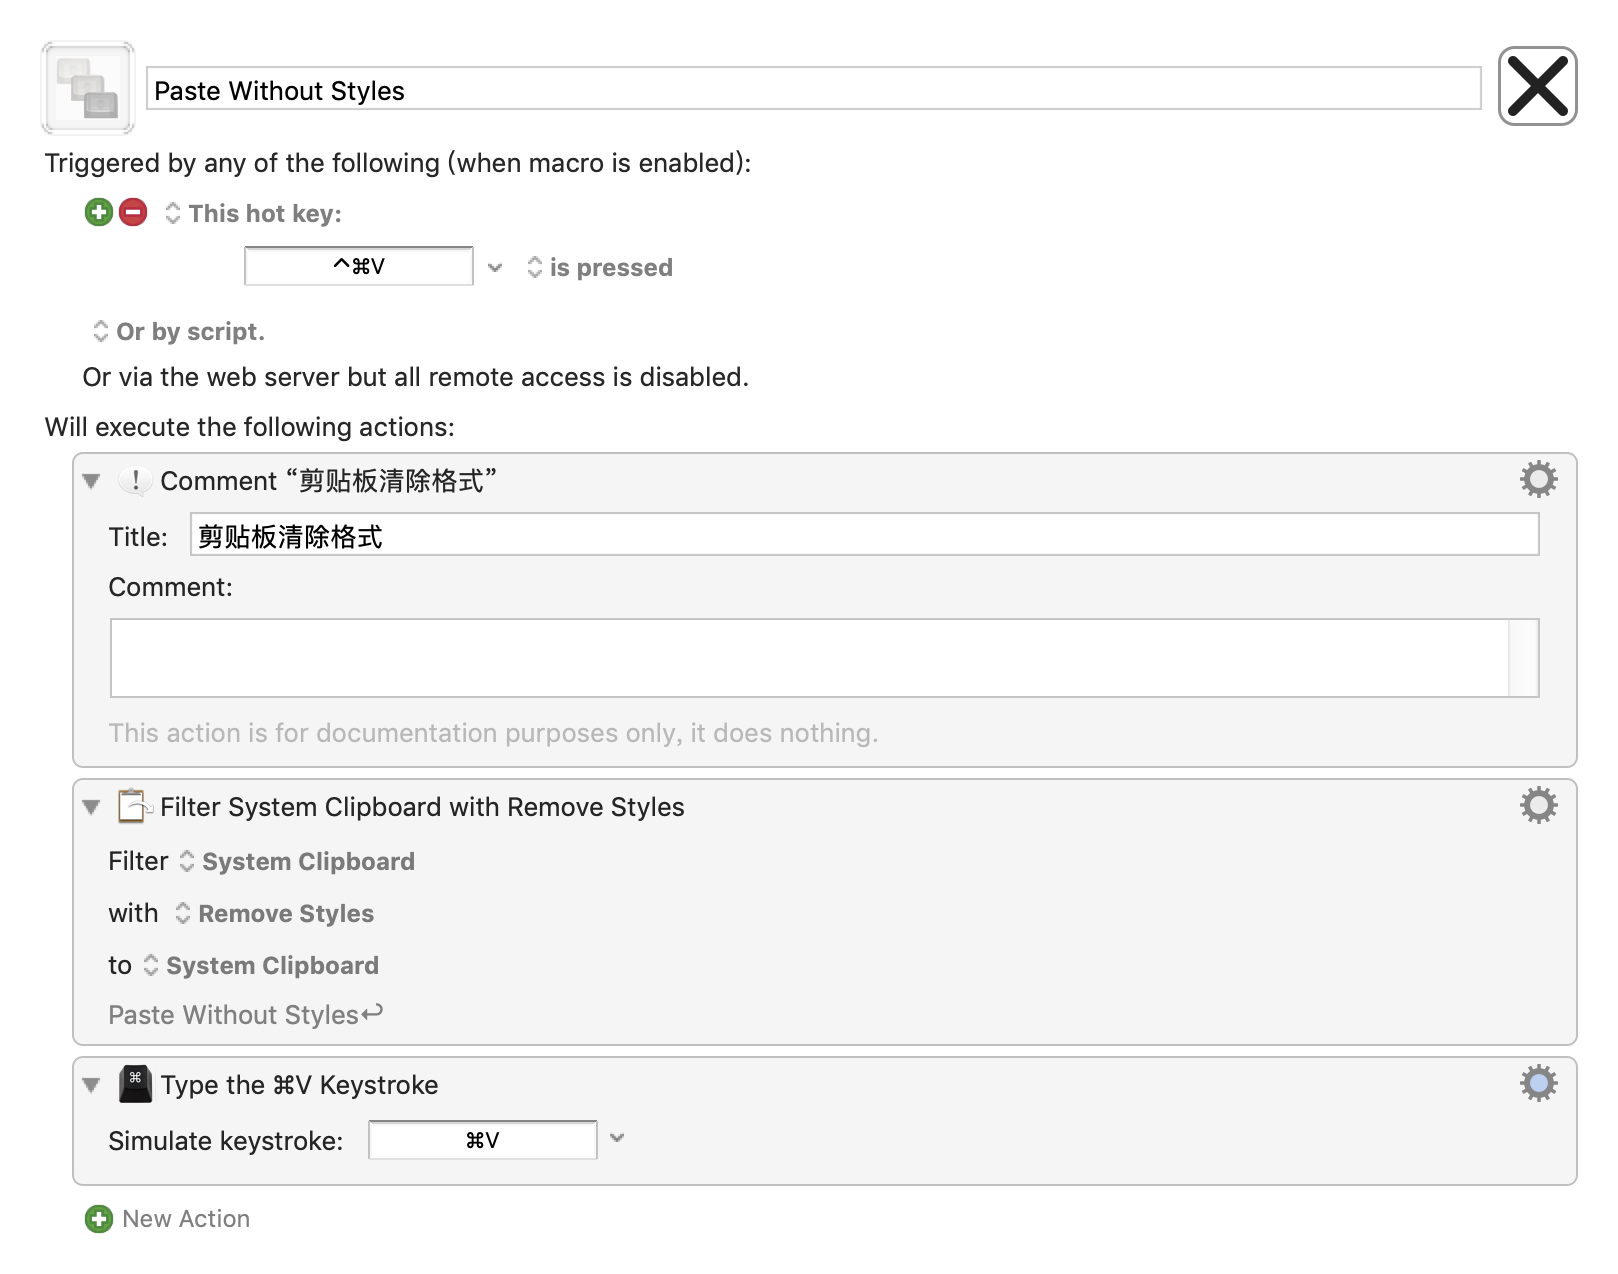 Paste Without Styles
Triggered by any of the following (when macro is enabled):
This hot key:
^⌘V is pressed
Or by script.
Or via the web server but all remote access is disabled.
Will execute the following actions:
Comment “剪贴板清除格式”
Title: 剪贴板清除格式
Comment:
This action is for documentation purposes only, it does nothing.
Filter System Clipboard with Remove Styles
Filter System Clipboard
with Remove Styles
to System Clipboard
Paste Without Styles↩
Type the ⌘V Keystroke
Simulate keystroke: ⌘V
New Action